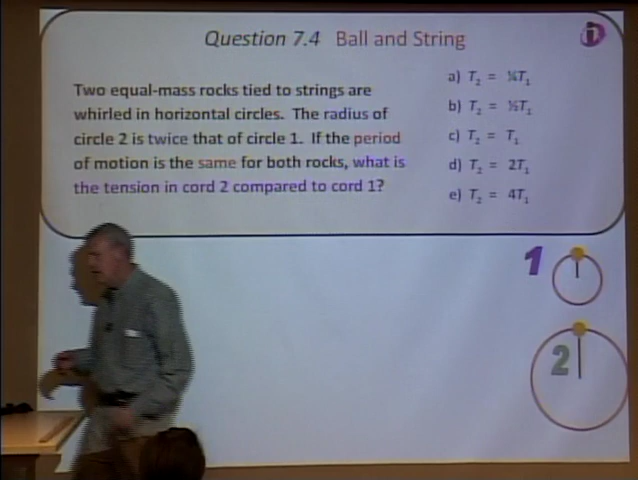 Question 7.4 Ball and String
Two equal-mass rocks tied to strings are
whirled in horizontal circles. The radius of
circle 2 is twice that of circle 1. If the period
of motion is the same for both rocks, what is
the tension in cord 2 compared to cord 1?
a) T₂ = ¼T₁
b) T₂ = ½T₁
c) T₂ = T₁
d) T₂ = 2T₁
e) T₂ = 4T₁
1
2